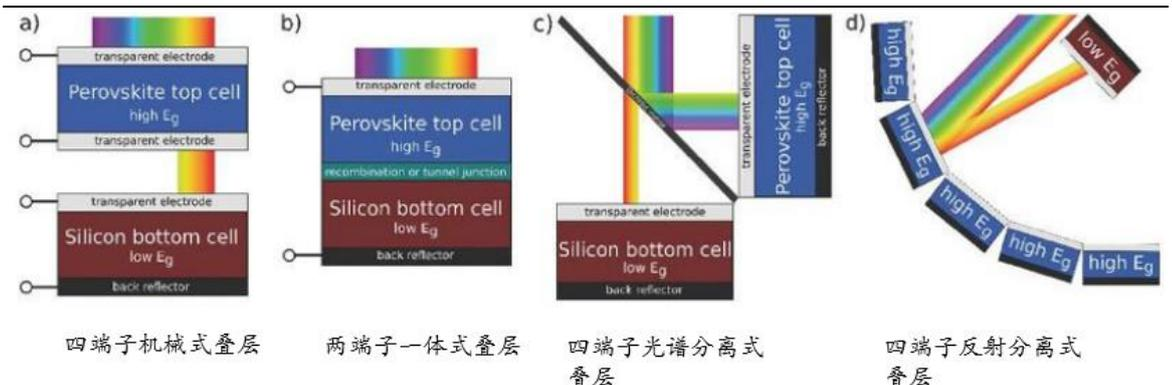 a)
transparent electrode
Perovskite top cell
high Eg
transparent electrode
transparent electrode
Silicon bottom cell
low Eg
back reflector
四端子机械式叠层
b)
transparent electrode
Perovskite top cell
high Eg
recombination or tunnel junction
Silicon bottom cell
low Eg
back reflector
两端子一体式叠层
c)
transparent electrode
Perovskite top cell
high Eg
back reflector
transparent electrode
Silicon bottom cell
low Eg
back reflector
四端子光谱分离式
叠层
d)
high Eg
high Eg
high Eg
high Eg
high Eg
low Eg
四端子反射分离式
叠层